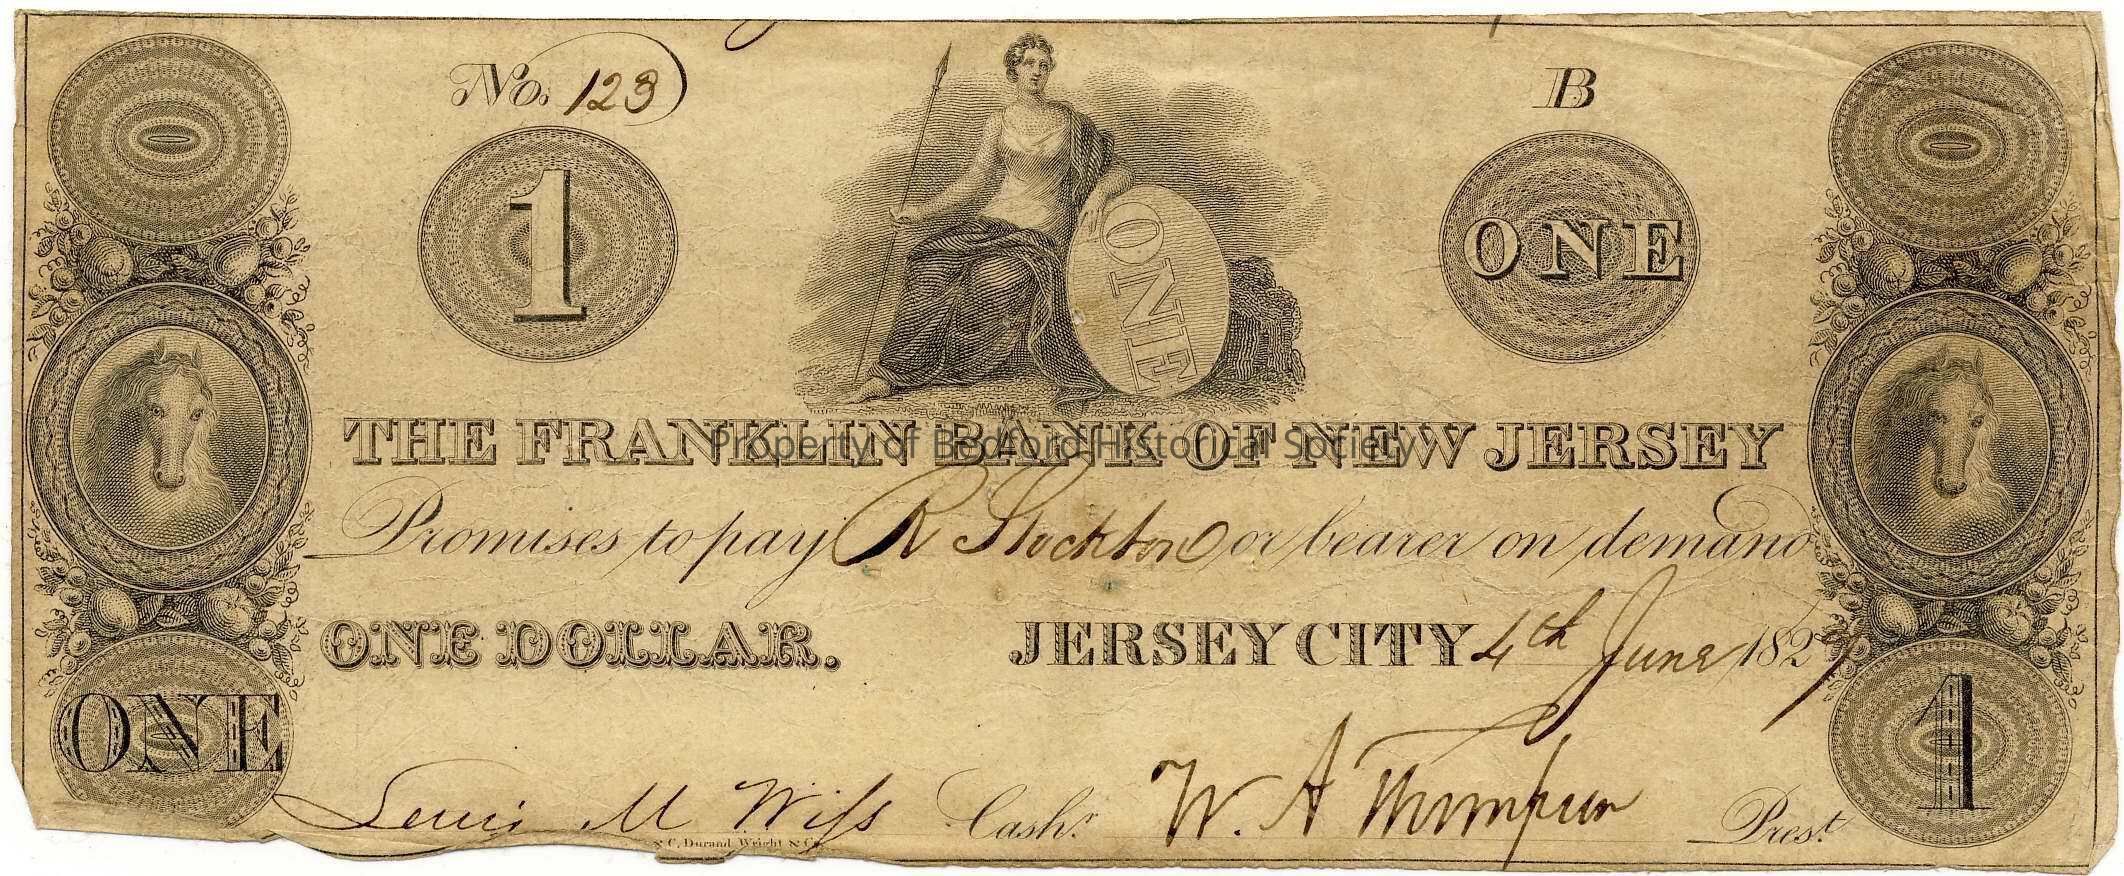 No. 123
B
1
ONE
ONE
THE FRANKLIN BANK OF NEW JERSEY
Property of Bedford Historical Society
Promises to pay R Stockton or bearer on demand
ONE DOLLAR. JERSEY CITY 4th June 1827
ONE
1
Lewis M Wiss Cashr. W. A Thompson Prest.
& C. Durand, Wright & Co